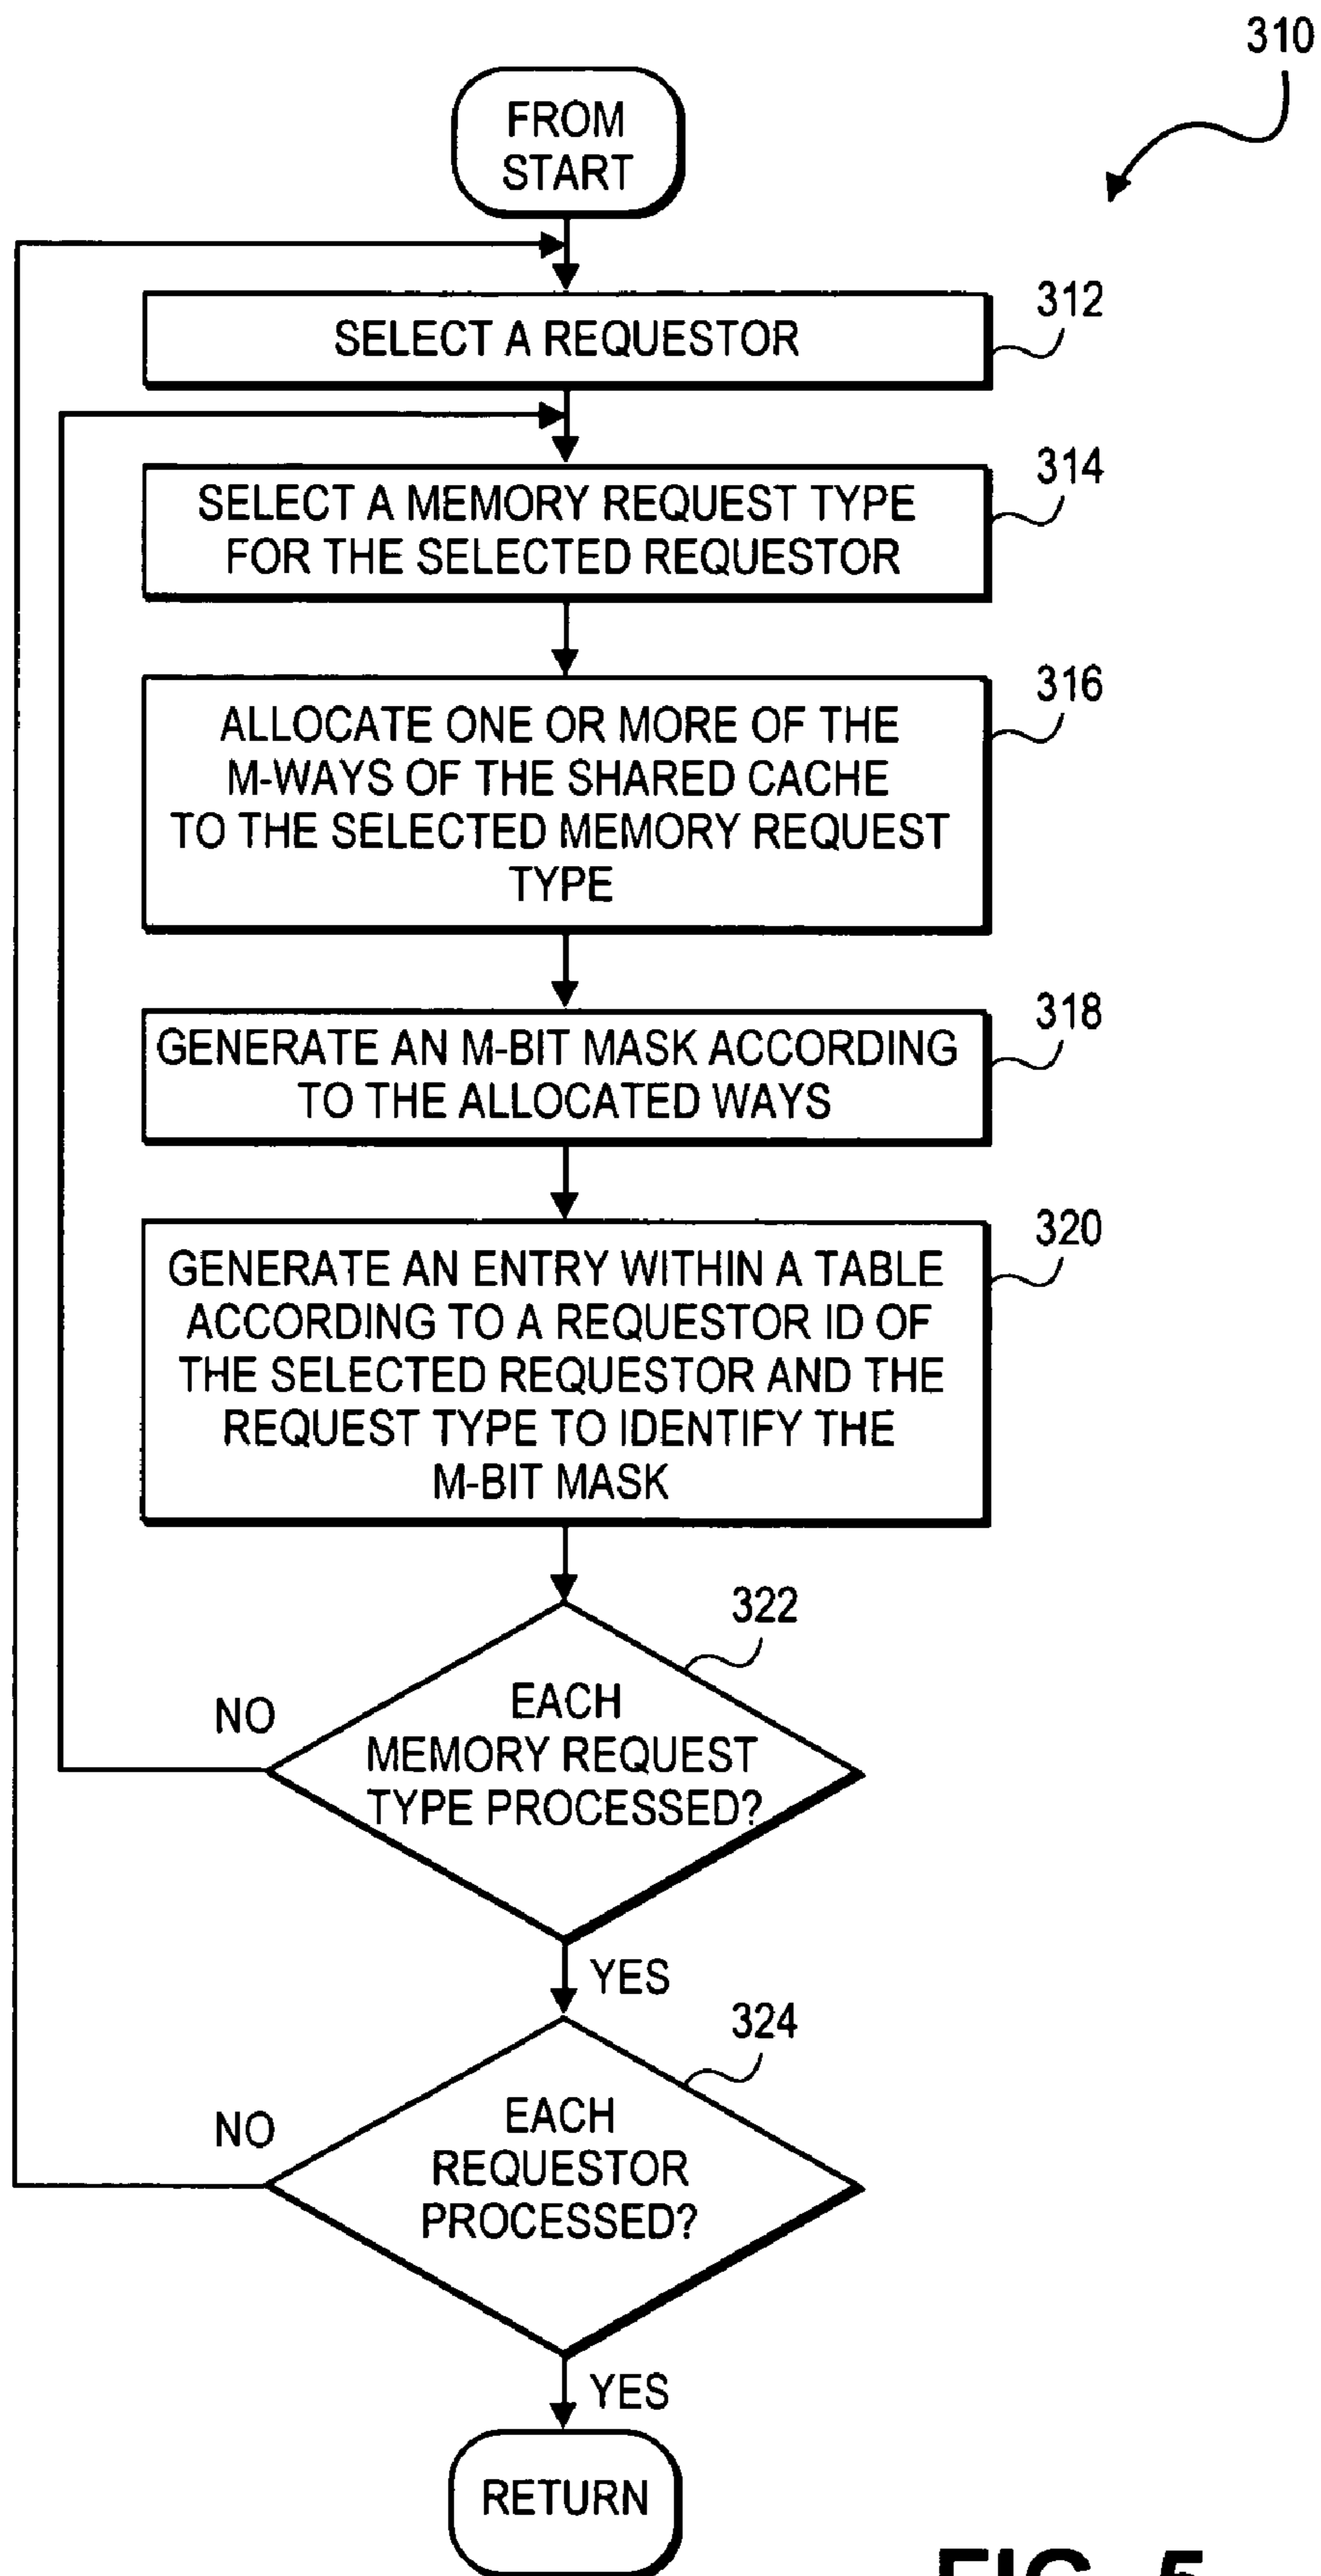 310
FROM
START
SELECT A REQUESTOR
312
SELECT A MEMORY REQUEST TYPE
FOR THE SELECTED REQUESTOR
314
ALLOCATE ONE OR MORE OF THE
M-WAYS OF THE SHARED CACHE
TO THE SELECTED MEMORY REQUEST
TYPE
316
GENERATE AN M-BIT MASK ACCORDING
TO THE ALLOCATED WAYS
318
GENERATE AN ENTRY WITHIN A TABLE
ACCORDING TO A REQUESTOR ID OF
THE SELECTED REQUESTOR AND THE
REQUEST TYPE TO IDENTIFY THE
M-BIT MASK
320
322
EACH
MEMORY REQUEST
TYPE PROCESSED?
NO
YES
324
EACH
REQUESTOR
PROCESSED?
NO
YES
RETURN
FIG. 5